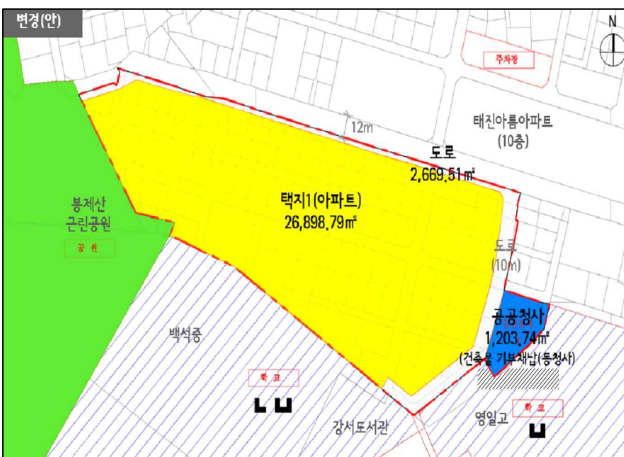 변경(안)
N
주차장
12m
태진아름아파트
(10층)
도로
2,669.51㎡
택지1(아파트)
26,898.79㎡
봉제산
근린공원
공 원
도로
(10m)
공공청사
1,203.74㎡
(건축물 기부채납(동청사)
백석중
학 교
강서도서관
영일고
학 교